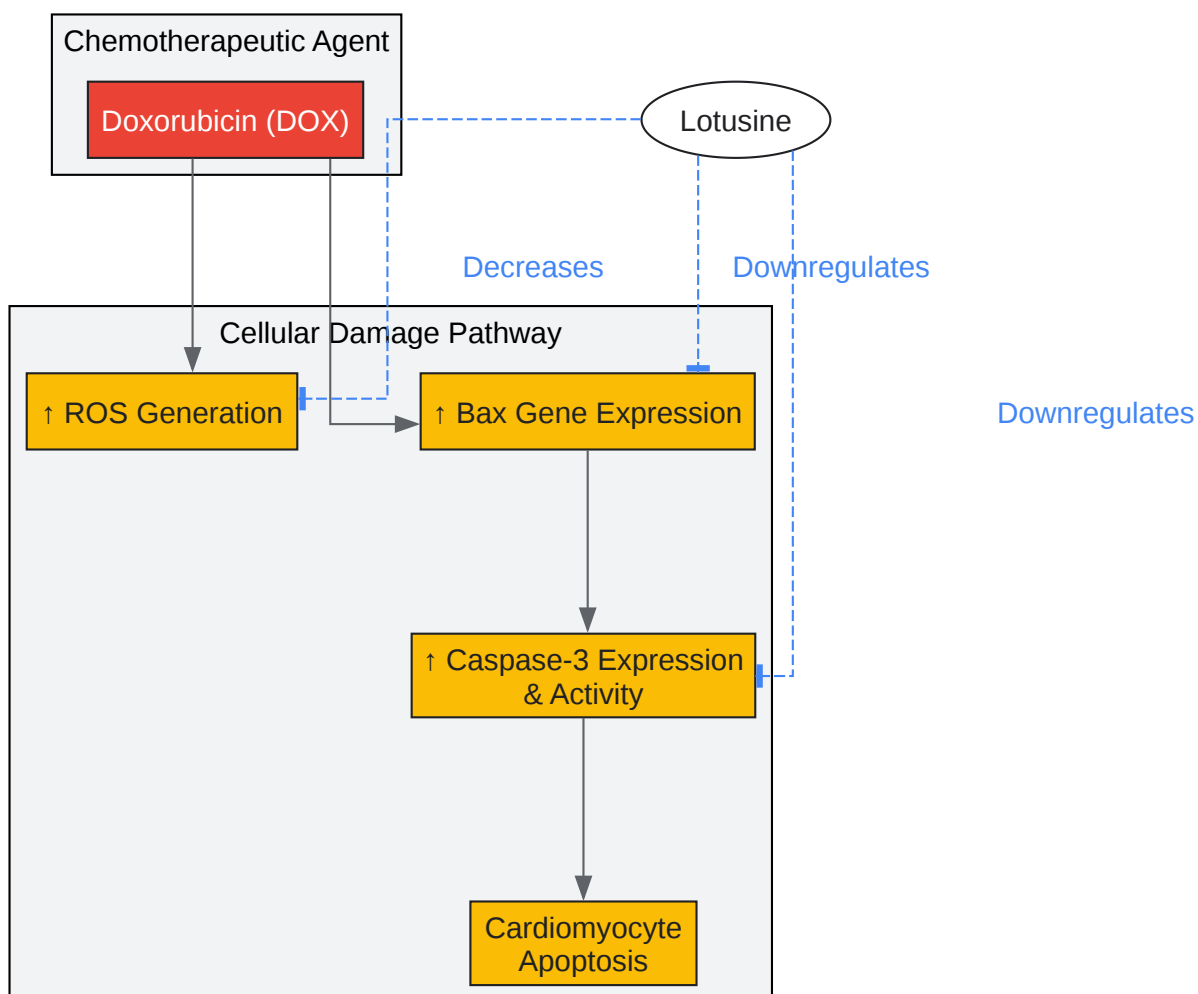 Chemotherapeutic Agent
Doxorubicin (DOX)
Lotusine
Decreases
Downregulates
Cellular Damage Pathway
↑ ROS Generation
↑ Bax Gene Expression
Downregulates
↑ Caspase-3 Expression
& Activity
Cardiomyocyte
Apoptosis